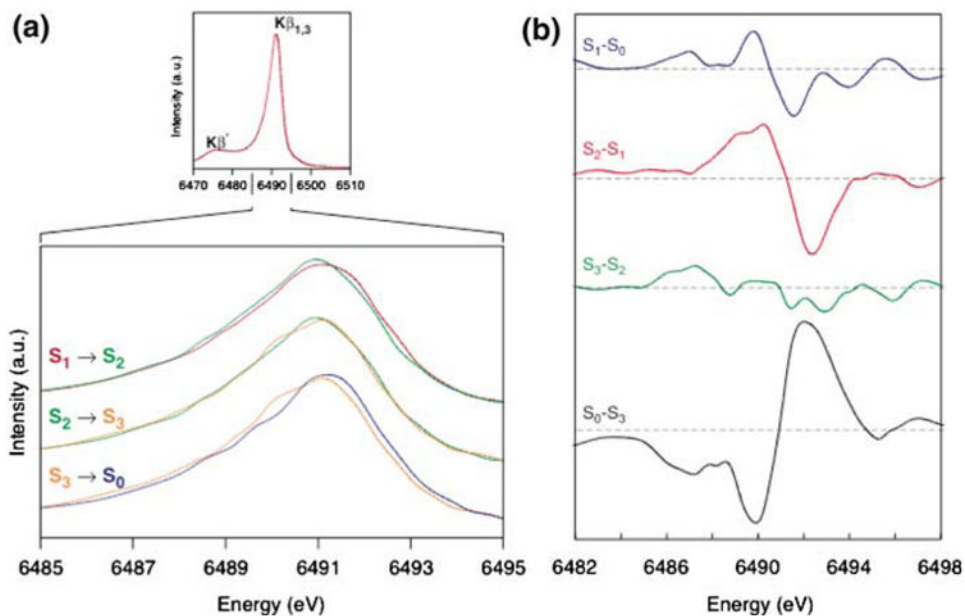 (a)
Kβ1,3
Kβ'
Intensity (a.u.)
6470 6480 6490 6500 6510
S1 → S2
S2 → S3
S3 → S0
Intensity (a.u.)
6485 6487 6489 6491 6493 6495
Energy (eV)
(b)
S1-S0
S2-S1
S3-S2
S0-S3
6482 6486 6490 6494 6498
Energy (eV)